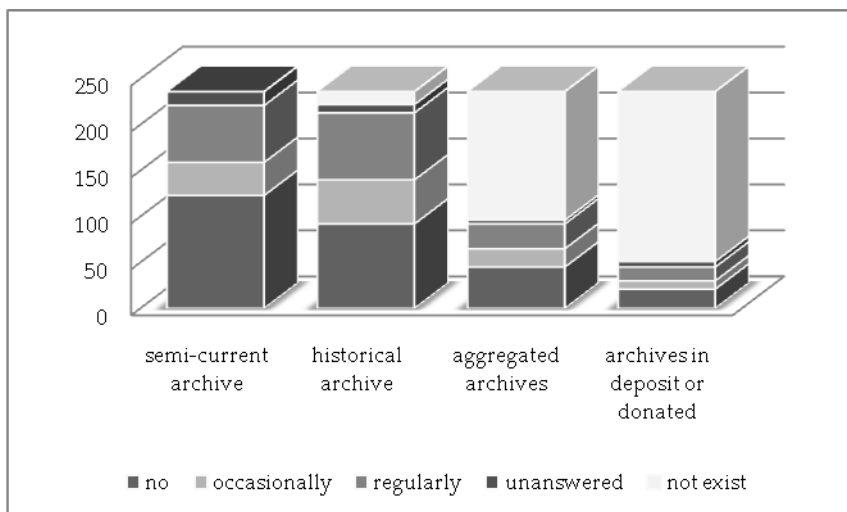 250
200
150
100
50
0
semi-current historical aggregated archives in
archive archive archives deposit or
donated
no occasionally regularly unanswered not exist